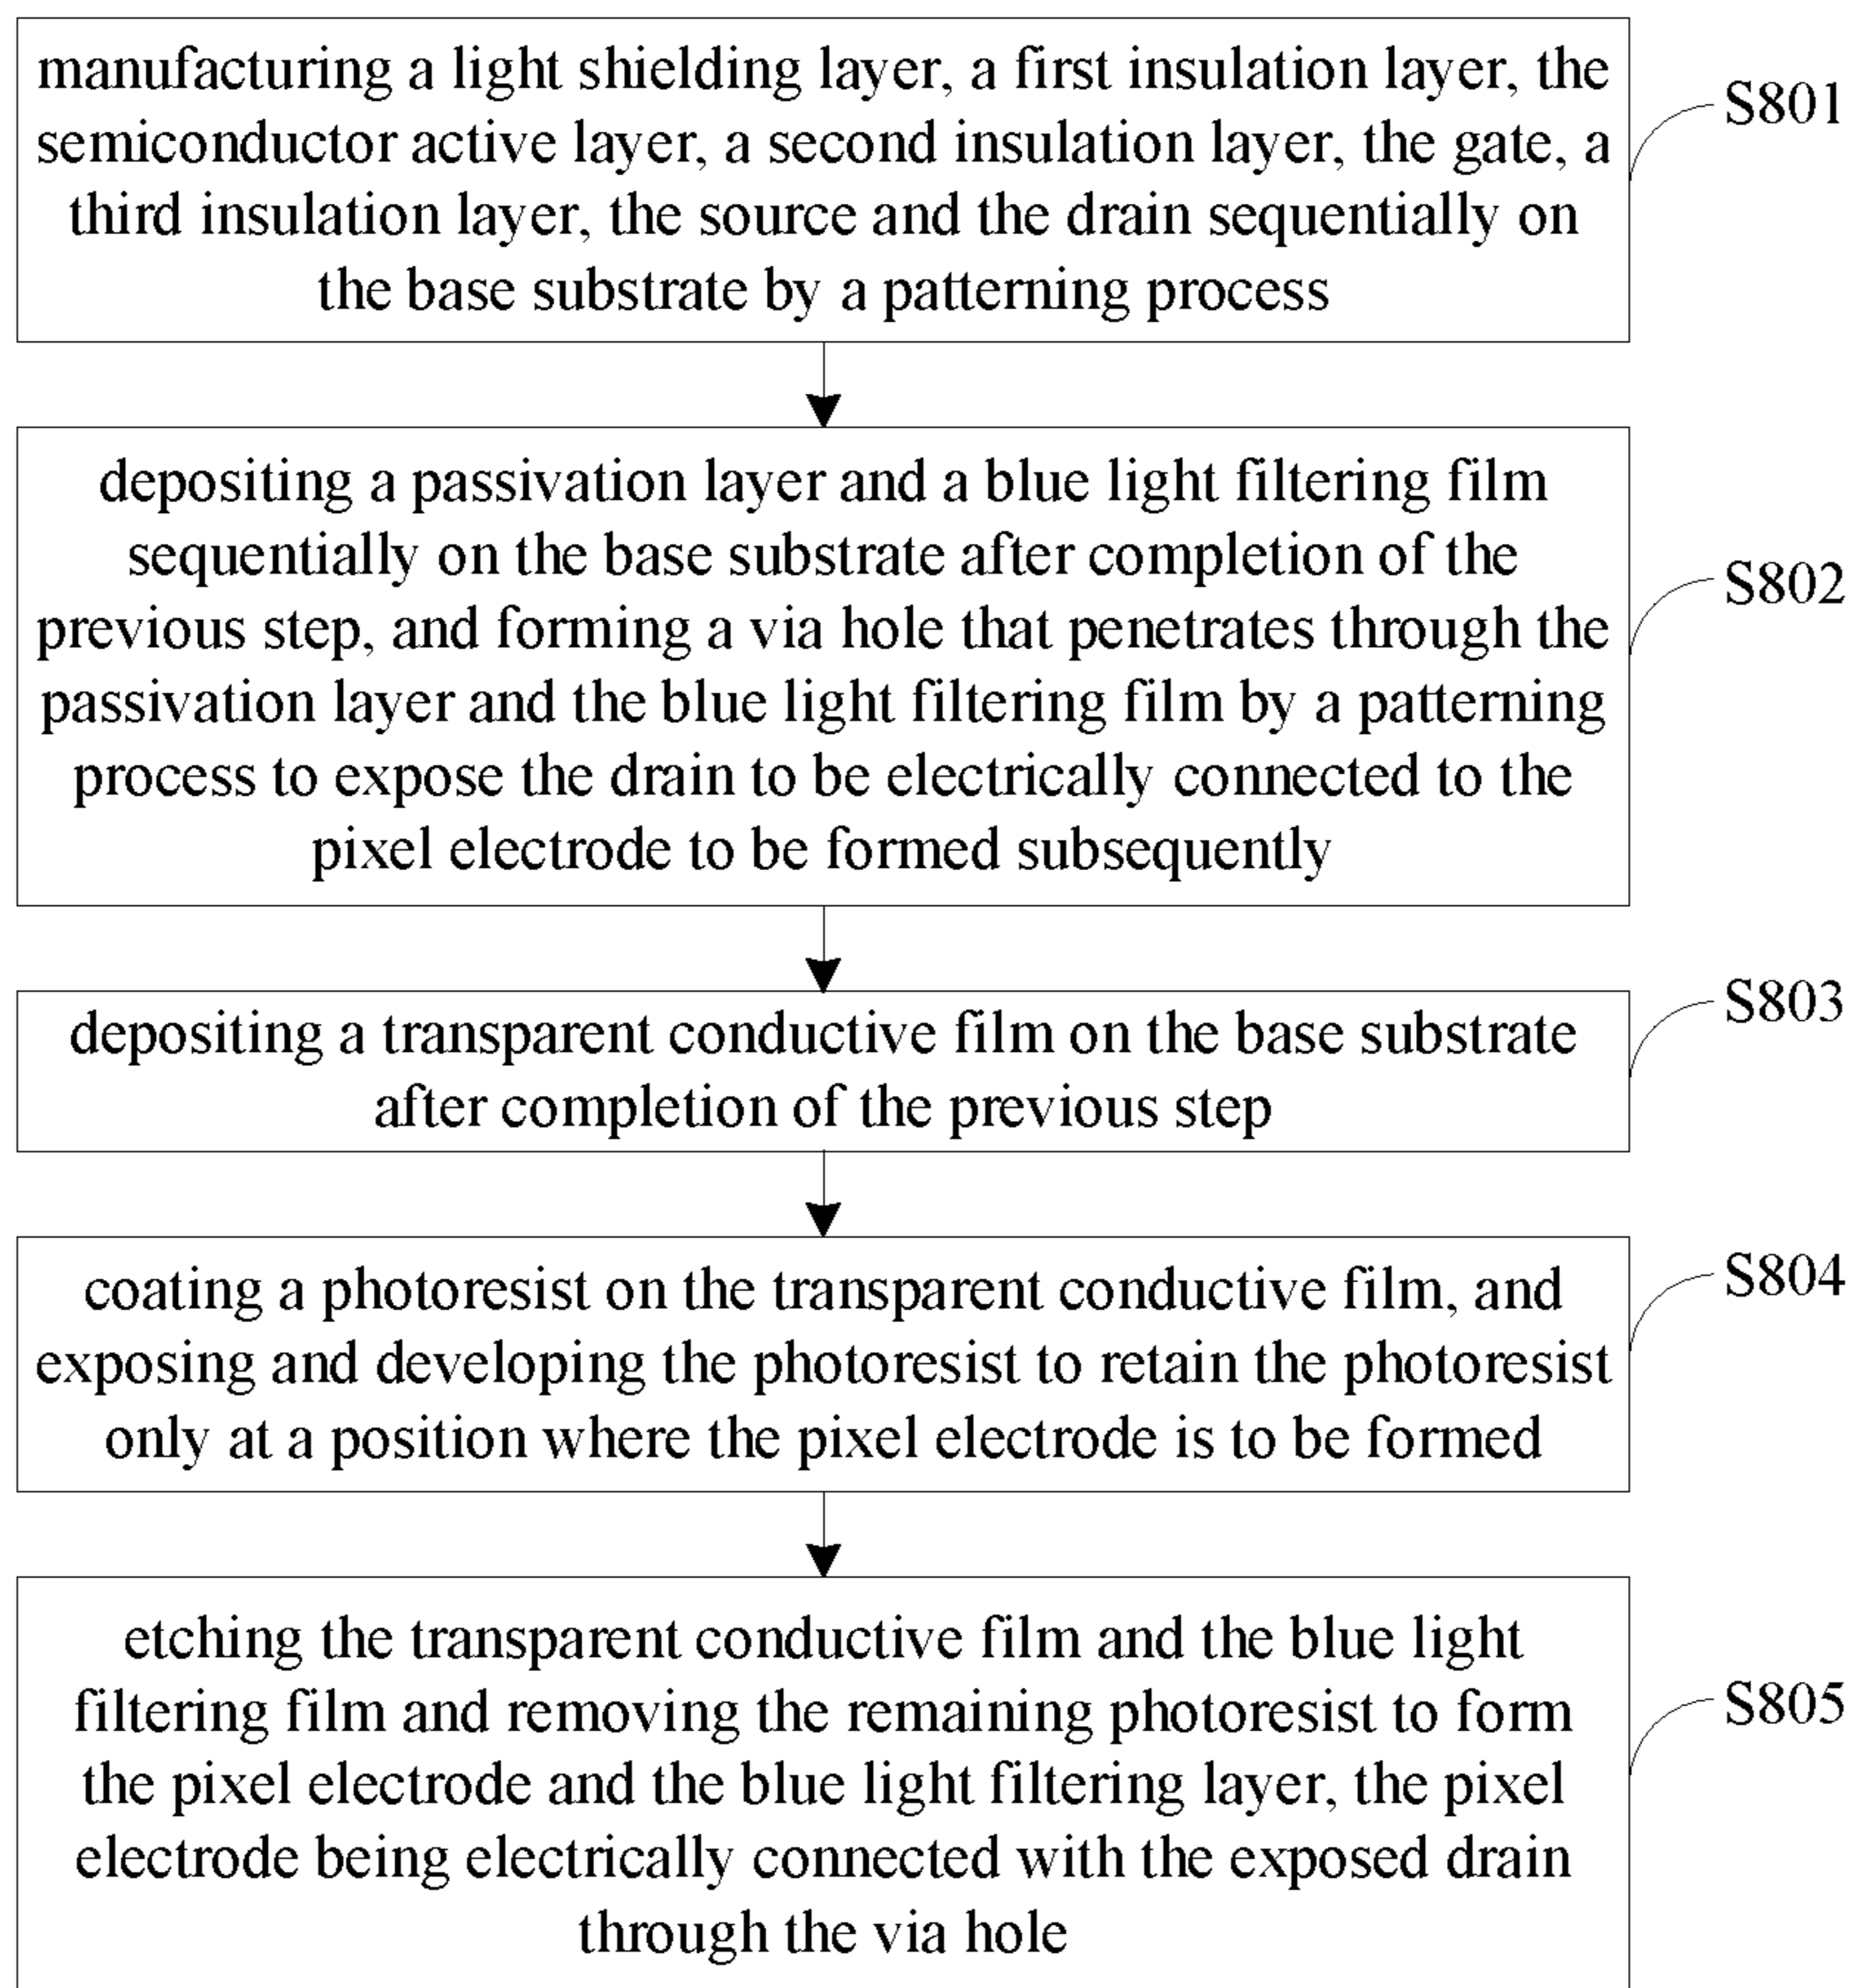 manufacturing a light shielding layer, a first insulation layer, the
semiconductor active layer, a second insulation layer, the gate, a
third insulation layer, the source and the drain sequentially on
the base substrate by a patterning process
S801
depositing a passivation layer and a blue light filtering film
sequentially on the base substrate after completion of the
previous step, and forming a via hole that penetrates through the
passivation layer and the blue light filtering film by a patterning
process to expose the drain to be electrically connected to the
pixel electrode to be formed subsequently
S802
depositing a transparent conductive film on the base substrate
after completion of the previous step
S803
coating a photoresist on the transparent conductive film, and
exposing and developing the photoresist to retain the photoresist
only at a position where the pixel electrode is to be formed
S804
etching the transparent conductive film and the blue light
filtering film and removing the remaining photoresist to form
the pixel electrode and the blue light filtering layer, the pixel
electrode being electrically connected with the exposed drain
through the via hole
S805